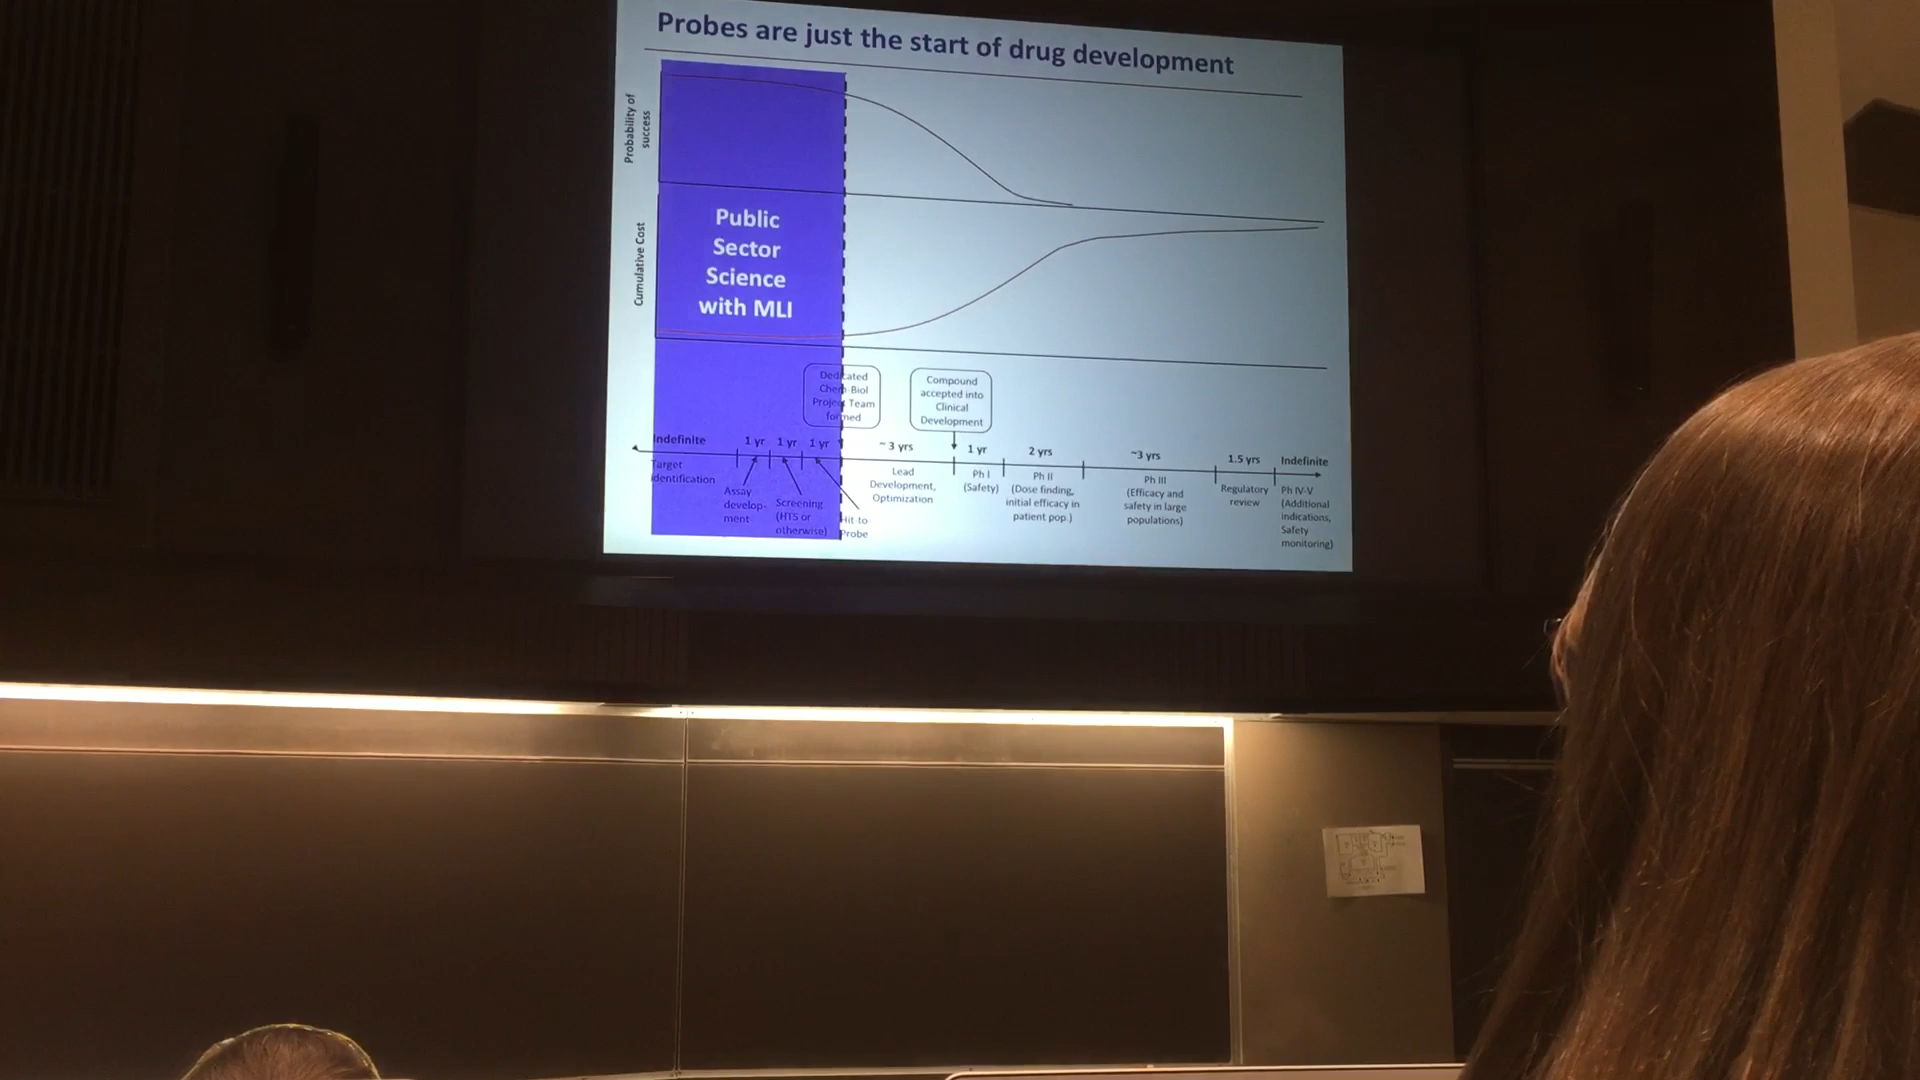 Probes are just the start of drug development
Probability of
success
Public
Sector
Science
with MLI
Cumulative Cost
Dedicated
Chem-Biol
Project Team
formed
Compound
accepted into
Clinical
Development
Indefinite
1 yr
1 yr
1 yr
~ 3 yrs
1 yr
2 yrs
~3 yrs
1.5 yrs
Indefinite
Target
identification
Assay
develop-
ment
Screening
(HTS or
otherwise)
Hit-to-
Probe
Lead
Development,
Optimization
Ph I
(Safety)
Ph II
(Dose finding,
initial efficacy in
patient pop.)
Ph III
(Efficacy and
safety in large
populations)
Regulatory
review
Ph IV-V
(Additional
indications,
Safety
monitoring)